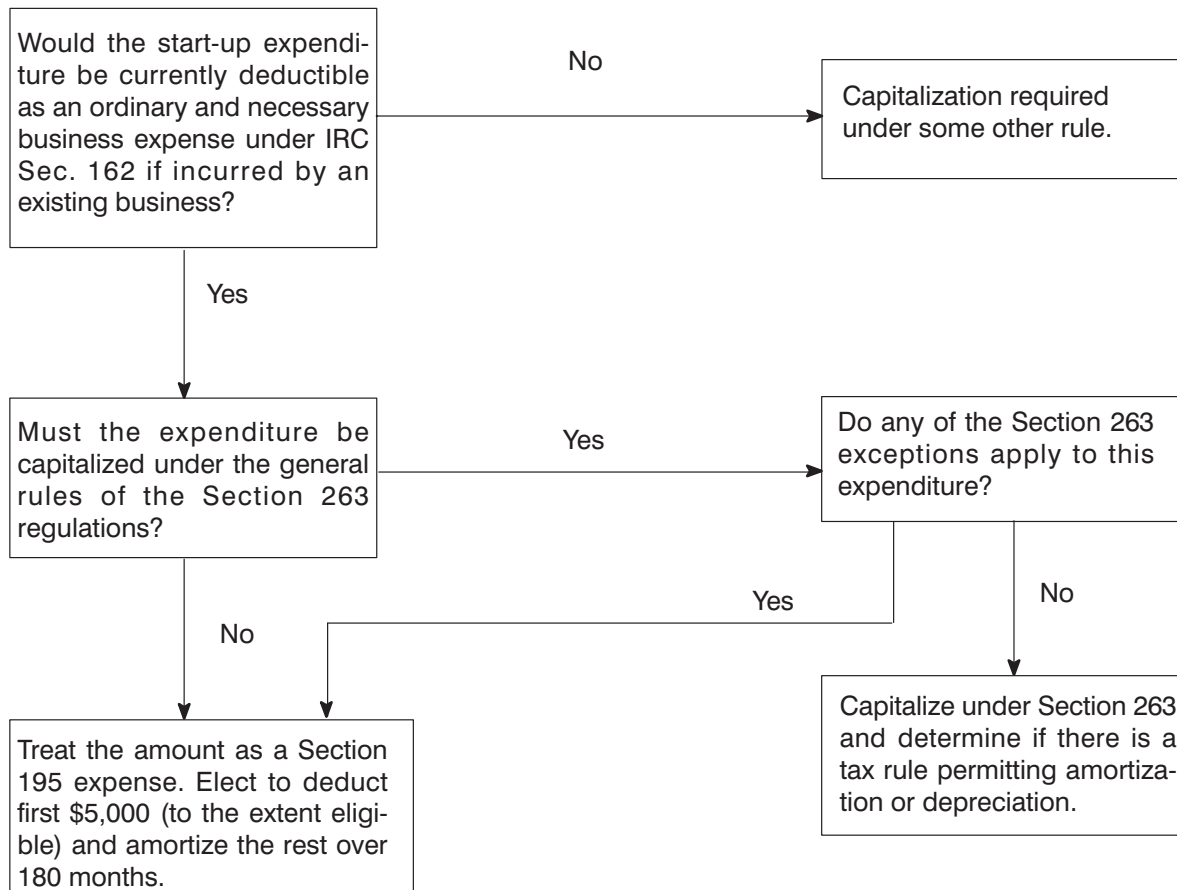 Would the start-up expendi-
ture be currently deductible
as an ordinary and necessary
business expense under IRC
Sec. 162 if incurred by an
existing business?
No
Capitalization required
under some other rule.
Yes
Must the expenditure be
capitalized under the general
rules of the Section 263
regulations?
Yes
Do any of the Section 263
exceptions apply to this
expenditure?
No
Yes
No
Treat the amount as a Section
195 expense. Elect to deduct
first $5,000 (to the extent eligi-
ble) and amortize the rest over
180 months.
Capitalize under Section 263
and determine if there is a
tax rule permitting amortiza-
tion or depreciation.